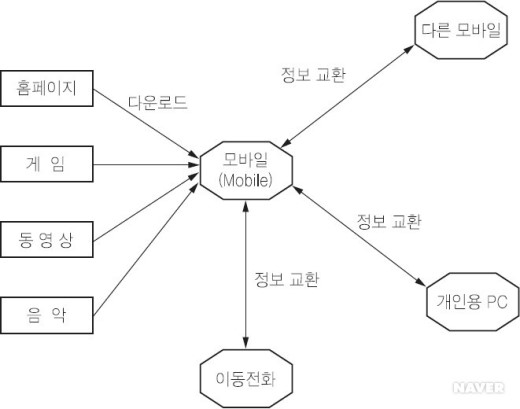 다른 모바일
정보 교환
홈페이지
다운로드
게 임
모바일
(Mobile)
동 영 상
정보 교환
정보 교환
음 악
개인용 PC
이동전화
NAVER